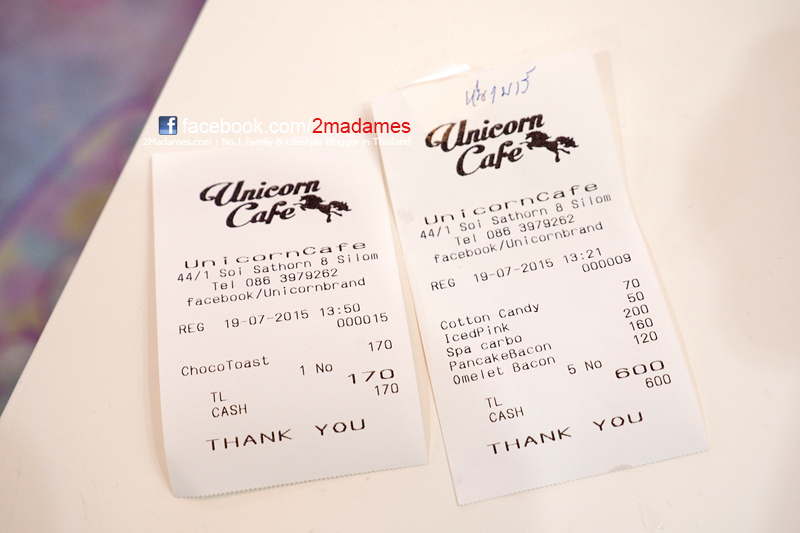 facebook.com/2madames
2Madames.com : No.1 Family & Lifestyle Blogger in Thailand
Unicorn
Cafe
UnicornCafe
44/1 Soi Sathorn 8 Silom
Tel 086 3979262
facebook/Unicornbrand
REG 19-07-2015 13:50
000015
ChocoToast 170
1 No
TL 170
CASH 170
THANK YOU
Unicorn
Cafe
UnicornCafe
44/1 Soi Sathorn 8 Silom
Tel 086 3979262
facebook/Unicornbrand
REG 19-07-2015 13:21
000009
Cotton Candy 70
IcedPink 50
Spa carbo 200
PancakeBacon 160
Omelet Bacon 120
5 No
TL 600
CASH 600
THANK YOU